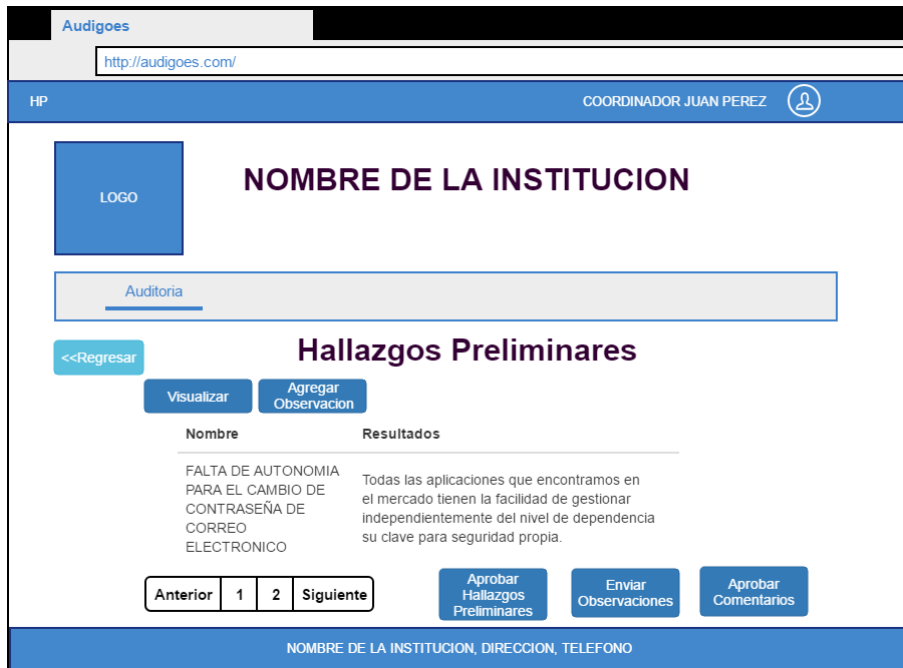 Audigoes
http://audigoes.com/
HP
COORDINADOR JUAN PEREZ
LOGO
NOMBRE DE LA INSTITUCION
Auditoria
<<Regresar
Hallazgos Preliminares
Visualizar
Agregar
Observacion
Nombre
Resultados
FALTA DE AUTONOMIA
PARA EL CAMBIO DE
CONTRASEÑA DE
CORREO
ELECTRONICO
Todas las aplicaciones que encontramos en
el mercado tienen la facilidad de gestionar
independientemente del nivel de dependencia
su clave para seguridad propia.
Anterior 1 2 Siguiente
Aprobar
Hallazgos
Preliminares
Enviar
Observaciones
Aprobar
Comentarios
NOMBRE DE LA INSTITUCION, DIRECCION, TELEFONO